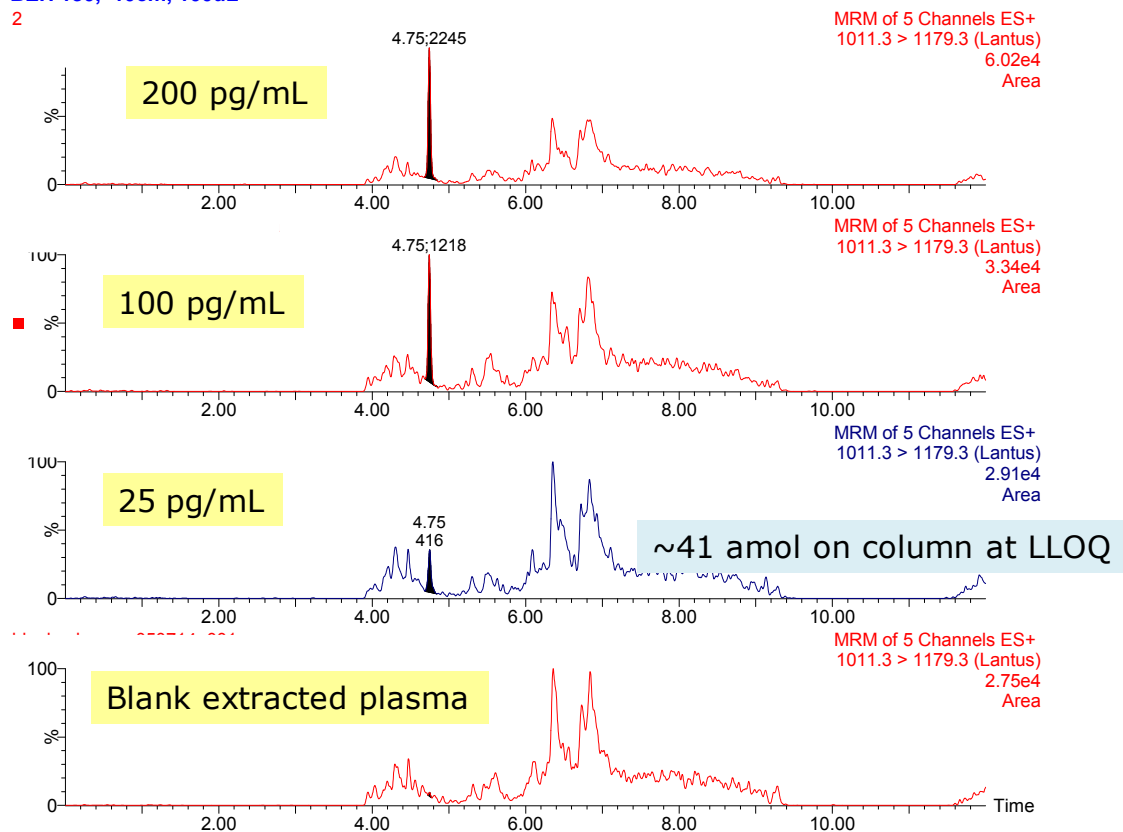 2
MRM of 5 Channels ES+
1011.3 > 1179.3 (Lantus)
6.02e4
Area
4.75;2245
200 pg/mL
%
0
2.00 4.00 6.00 8.00 10.00
MRM of 5 Channels ES+
1011.3 > 1179.3 (Lantus)
3.34e4
Area
4.75;1218
100
100 pg/mL
%
0
2.00 4.00 6.00 8.00 10.00
MRM of 5 Channels ES+
1011.3 > 1179.3 (Lantus)
2.91e4
Area
100
25 pg/mL
4.75
416
%
~41 amol on column at LLOQ
0
2.00 4.00 6.00 8.00 10.00
MRM of 5 Channels ES+
1011.3 > 1179.3 (Lantus)
2.75e4
Area
100
Blank extracted plasma
%
0
Time
2.00 4.00 6.00 8.00 10.00